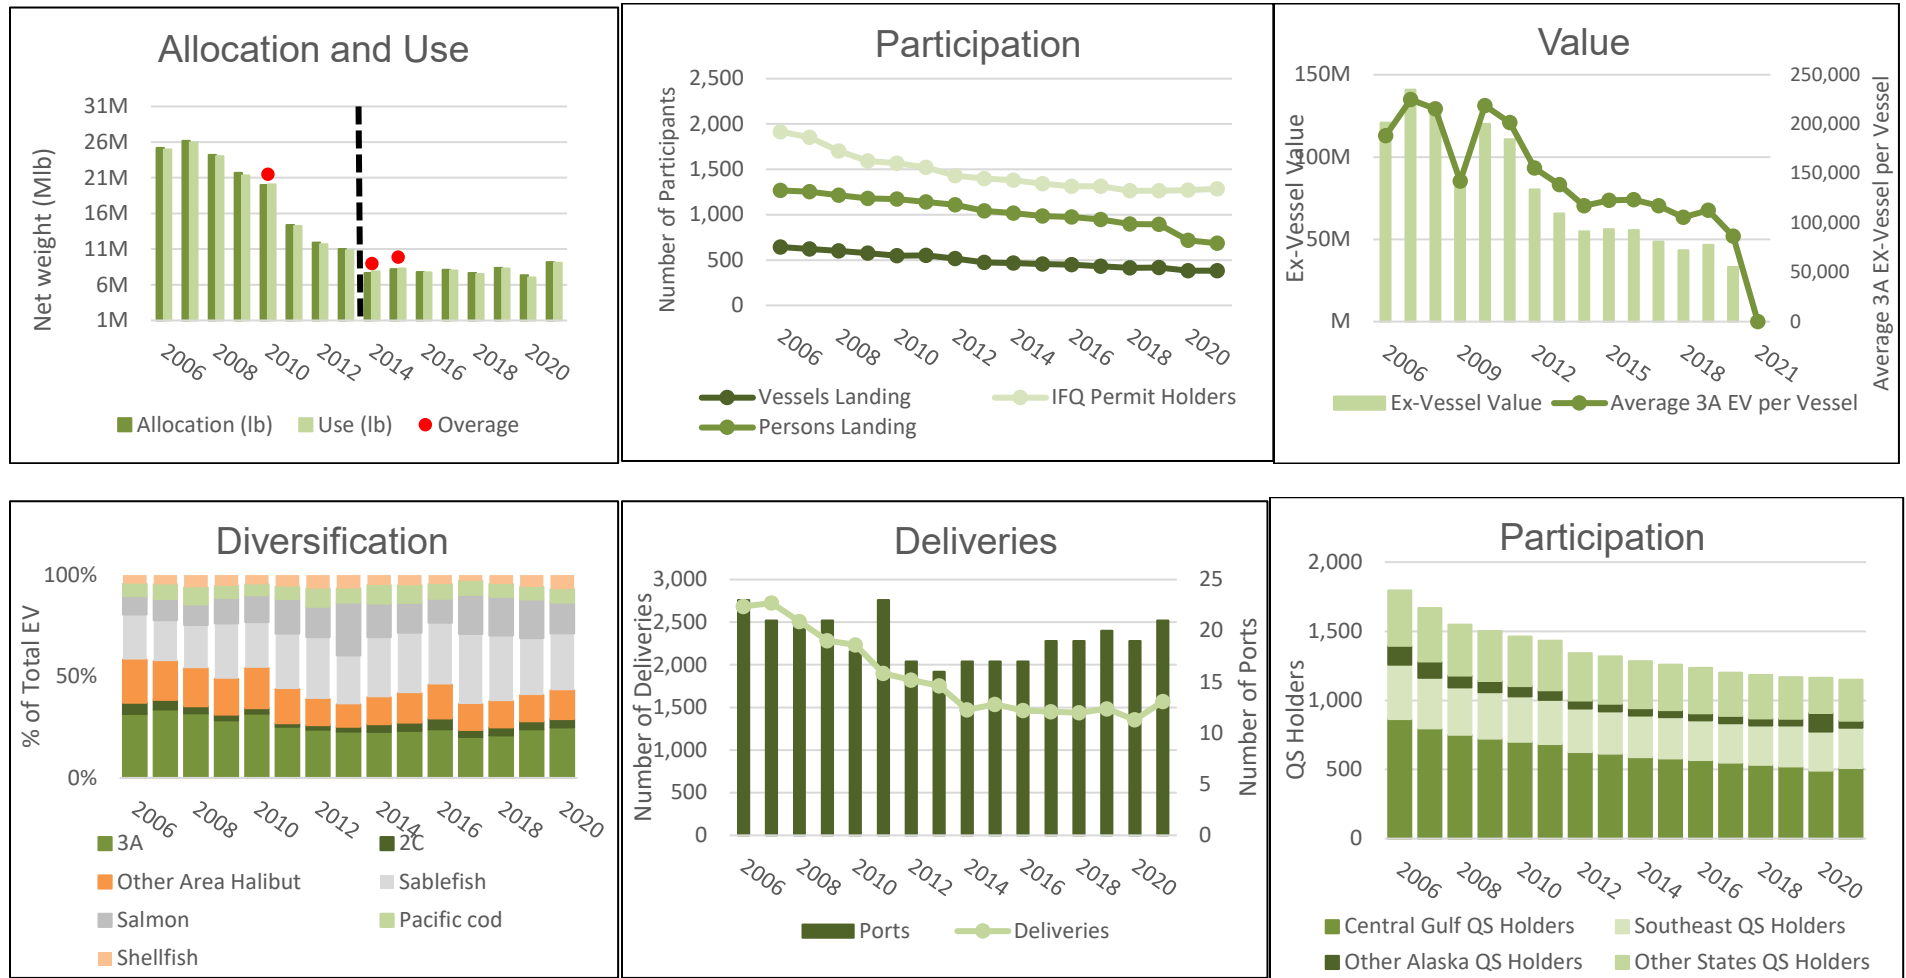 Allocation and Use
Net weight (Mlb)
31M
26M
21M
16M
11M
6M
1M
2006 2008 2010 2012 2014 2016 2018 2020
Allocation (lb) Use (lb) Overage
Participation
Number of Participants
2,500
2,000
1,500
1,000
500
0
2006 2008 2010 2012 2014 2016 2018 2020
Vessels Landing IFQ Permit Holders
Persons Landing
Value
Ex-Vessel Value
150M
100M
50M
M
250,000
200,000
150,000
100,000
50,000
0
Average 3A Ex-Vessel per Vessel
2006 2009 2012 2015 2018 2021
Ex-Vessel Value Average 3A EV per Vessel
Diversification
% of Total EV
100%
50%
0%
2006 2008 2010 2012 2014 2016 2018 2020
3A 2C
Other Area Halibut Sablefish
Salmon Pacific cod
Shellfish
Deliveries
Number of Deliveries
3,000
2,500
2,000
1,500
1,000
500
0
25
20
15
10
5
0
Number of Ports
2006 2008 2010 2012 2014 2016 2018 2020
Ports Deliveries
Participation
QS Holders
2,000
1,500
1,000
500
0
2006 2008 2010 2012 2014 2016 2018 2020
Central Gulf QS Holders Southeast QS Holders
Other Alaska QS Holders Other States QS Holders